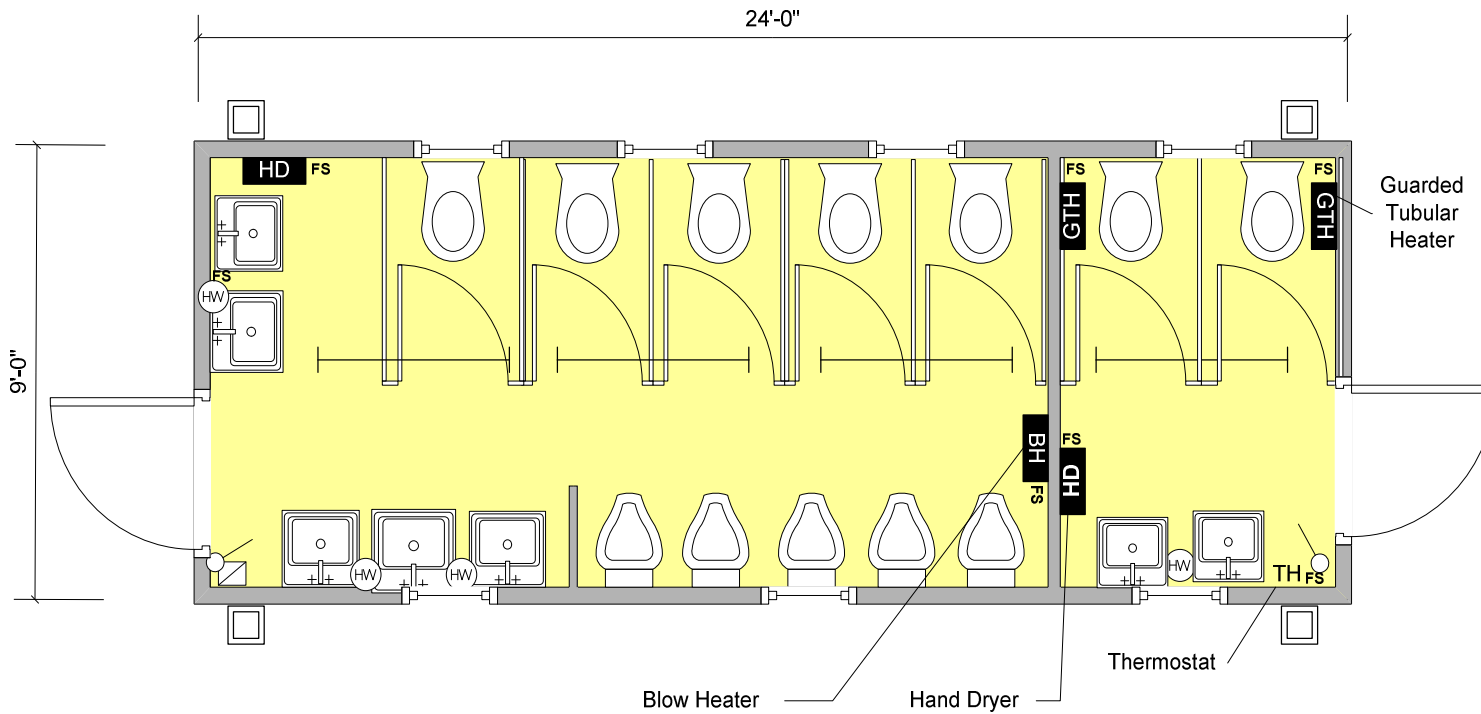 24'-0"
HD FS
FS
FS
GTH
GTH
Guarded
Tubular
Heater
FS
HW
9'-0"
BH
FS
FS
HD
HW
HW
HW
TH FS
Thermostat
Blow Heater
Hand Dryer